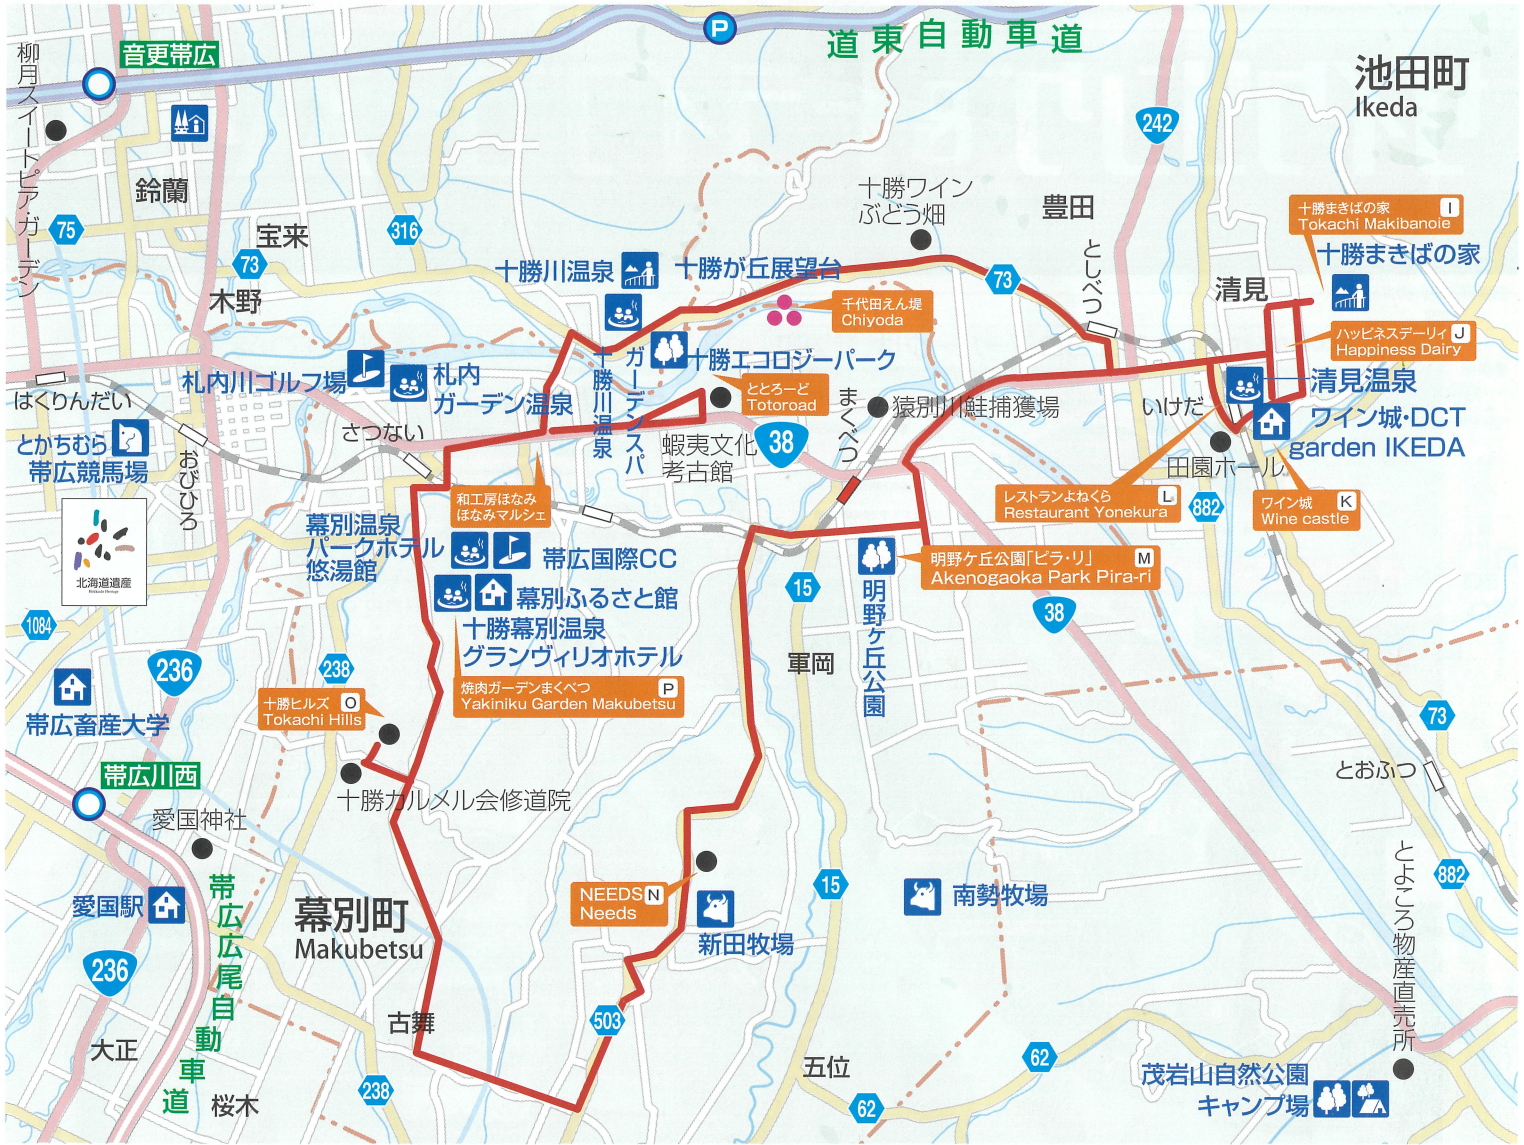 道東自動車道
音更帯広
柳月スイートピア・ガーデン
池田町
Ikeda
242
鈴蘭
75
宝来
316
73
木野
十勝ワイン
ぶどう畑
豊田
としべつ
十勝まきばの家 I
Tokachi Makibanoie
十勝まきばの家
清見
十勝川温泉
十勝が丘展望台
73
千代田えん堤
Chiyoda
ハッピネスデーリィ J
Happiness Dairy
札内川ゴルフ場
札内
ガーデン温泉
十勝川温泉
ガーデンスパ
十勝エコロジーパーク
ととろーど
Totoroad
まくべつ
猿別川鮭捕獲場
いけだ
清見温泉
ワイン城・DCT
garden IKEDA
はくりんだい
さつない
とかちむら
帯広競馬場
おびひろ
蝦夷文化
考古館
38
田園ホール
和工房ほなみ
ほなみマルシェ
レストランよねくら L
Restaurant Yonekura
882
ワイン城 K
Wine castle
北海道遺産
Hokkaido Heritage
幕別温泉
パークホテル
悠湯館
帯広国際CC
幕別ふるさと館
十勝幕別温泉
グランヴィリオホテル
15
明野ケ丘公園「ピラ・リ」 M
Akenogaoka Park Pira-ri
明野ヶ丘公園
38
1084
236
238
軍岡
焼肉ガーデンまくべつ P
Yakiniku Garden Makubetsu
十勝ヒルズ O
Tokachi Hills
帯広畜産大学
73
とおふつ
帯広川西
十勝カルメル会修道院
愛国神社
愛国駅
帯広広尾自動車道
幕別町
Makubetsu
NEEDS N
Needs
新田牧場
15
南勢牧場
882
とよころ物産直売所
236
古舞
503
大正
桜木
238
五位
62
62
茂岩山自然公園
キャンプ場
P